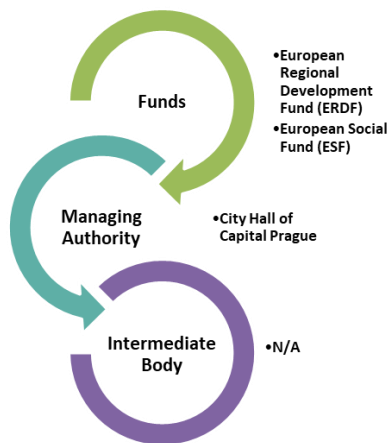 Funds
•European
Regional
Development
Fund (ERDF)
•European Social
Fund (ESF)
Managing
Authority
•City Hall of
Capital Prague
Intermediate
Body
•N/A